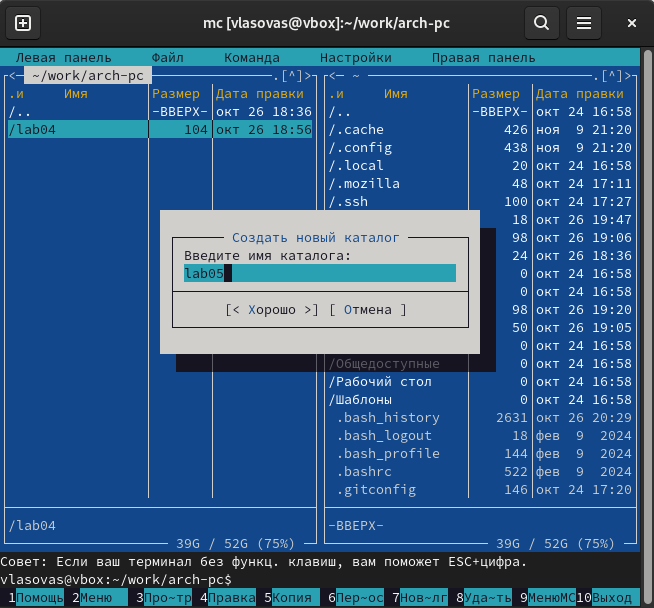 mc [vlasovas@vbox]:~/work/arch-pc
Левая панель Файл Команда Настройки Правая панель
<─ ~/work/arch-pc ─.[^]>
.и Имя Размер Дата правки
/.. -ВВЕРХ- окт 26 18:36
/lab04 104 окт 26 18:56
/lab04
39G / 52G (75%)
<─ ~ ─.[^]>
.и Имя Размер Дата правки
/.. -ВВЕРХ- окт 24 16:58
/.cache 426 ноя 9 21:20
/.config 438 ноя 9 21:20
/.local 20 окт 24 16:58
/.mozilla 48 окт 24 17:11
/.ssh 100 окт 24 17:27
18 окт 26 19:47
98 окт 26 19:06
24 окт 26 18:36
0 окт 24 16:58
0 окт 24 16:58
98 окт 26 19:20
50 окт 26 19:05
0 окт 24 16:58
/Общедоступные 0 окт 24 16:58
/Рабочий стол 0 окт 24 16:58
/Шаблоны 0 окт 24 16:58
.bash_history 2631 окт 26 20:29
.bash_logout 18 фев 9 2024
.bash_profile 144 фев 9 2024
.bashrc 522 фев 9 2024
.gitconfig 146 окт 24 17:20
-ВВЕРХ-
39G / 52G (75%)
Создать новый каталог
Введите имя каталога:
lab05
[< Хорошо >] [ Отмена ]
Совет: Если ваш терминал без функц. клавиш, вам поможет ESC+цифра.
vlasovas@vbox:~/work/arch-pc$
1Помощь 2Меню 3Про~тр 4Правка 5Копия 6Пер~ос 7Нов~лг 8Уда~ть 9МенюMC 10Выход